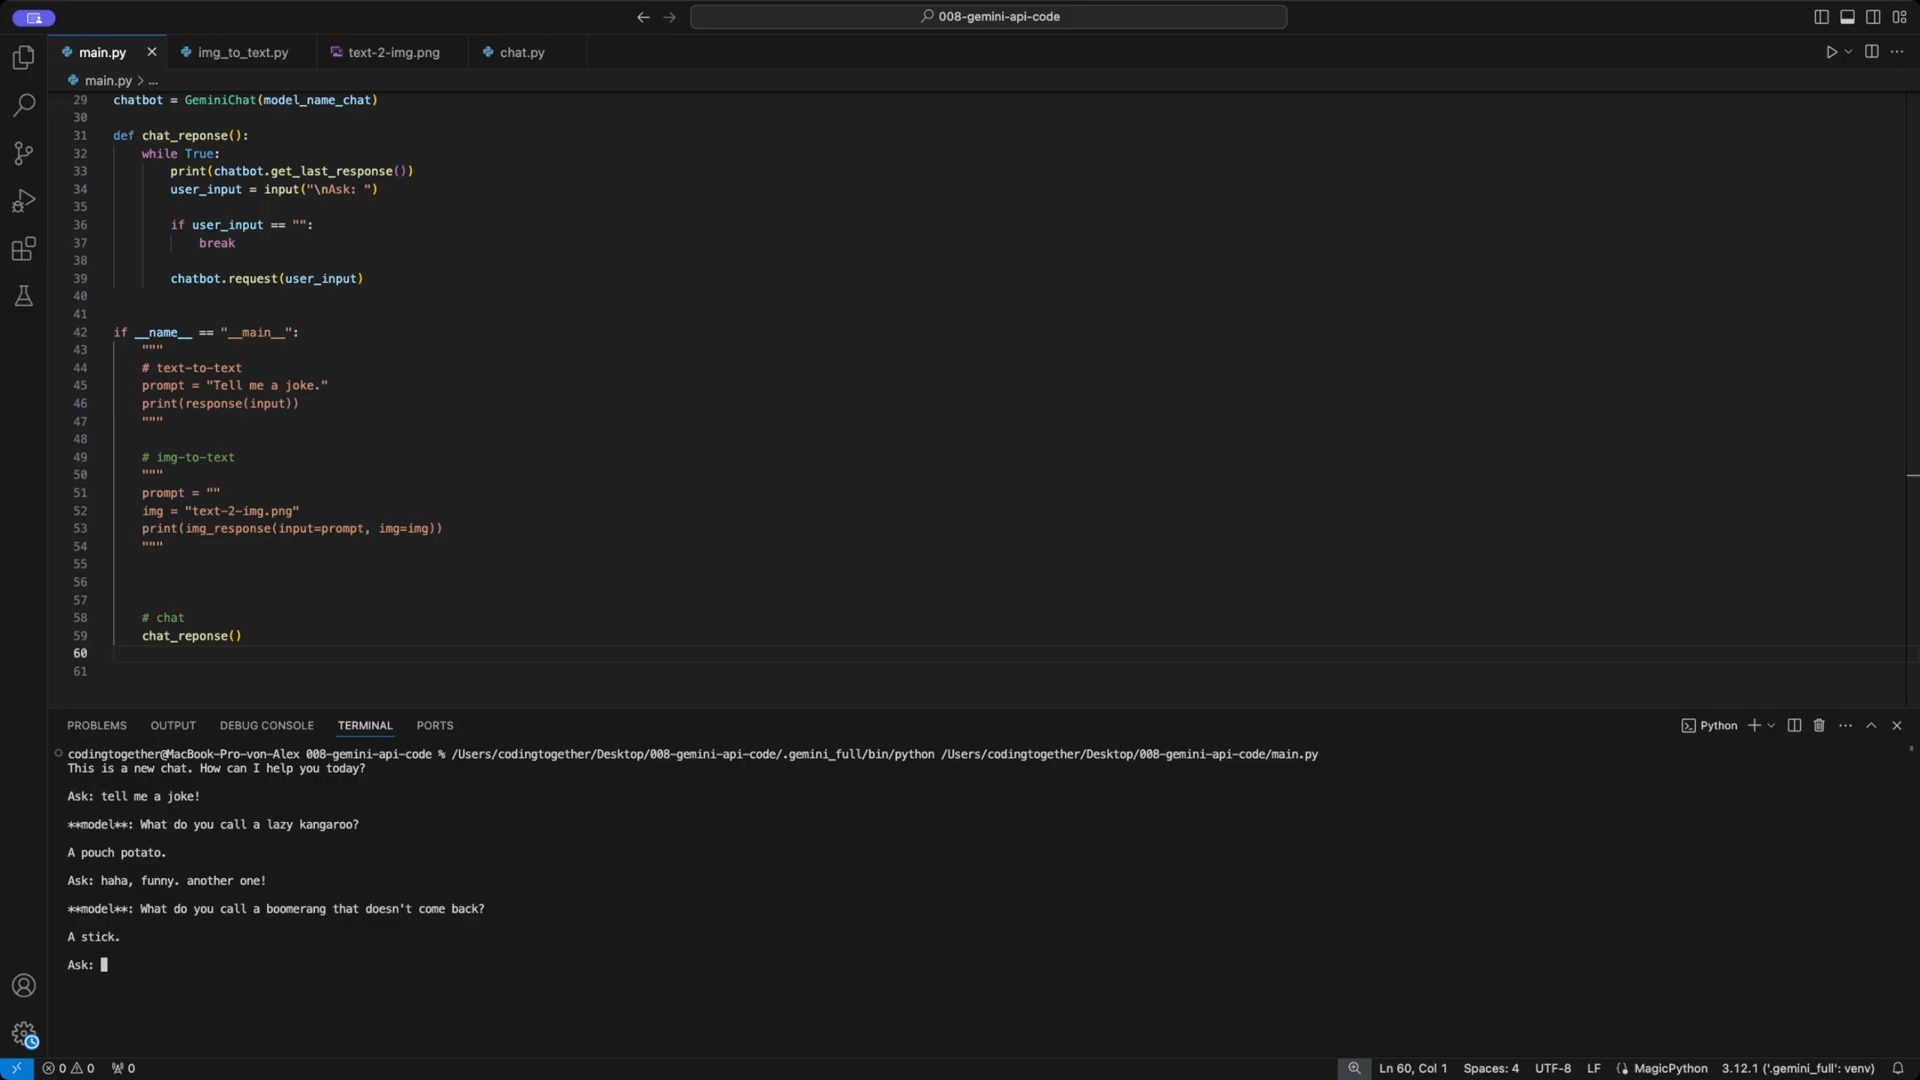 008-gemini-api-code
main.py
img_to_text.py
text-2-img.png
chat.py
main.py > ...
29 chatbot = GeminiChat(model_name_chat)
30
31 def chat_reponse():
32 while True:
33 print(chatbot.get_last_response())
34 user_input = input("\nAsk: ")
35
36 if user_input == "":
37 break
38
39 chatbot.request(user_input)
40
41
42 if __name__ == "__main__":
43 """
44 # text-to-text
45 prompt = "Tell me a joke."
46 print(response(input))
47 """
48
49 # img-to-text
50 """
51 prompt = ""
52 img = "text-2-img.png"
53 print(img_response(input=prompt, img=img))
54 """
55
56
57
58 # chat
59 chat_reponse()
60
61
PROBLEMS OUTPUT DEBUG CONSOLE TERMINAL PORTS
Python
codingtogether@MacBook-Pro-von-Alex 008-gemini-api-code % /Users/codingtogether/Desktop/008-gemini-api-code/.gemini_full/bin/python /Users/codingtogether/Desktop/008-gemini-api-code/main.py
This is a new chat. How can I help you today?
Ask: tell me a joke!
**model**: What do you call a lazy kangaroo?
A pouch potato.
Ask: haha, funny. another one!
**model**: What do you call a boomerang that doesn't come back?
A stick.
Ask:
0 0 0
Ln 60, Col 1 Spaces: 4 UTF-8 LF MagicPython 3.12.1 ('.gemini_full': venv)